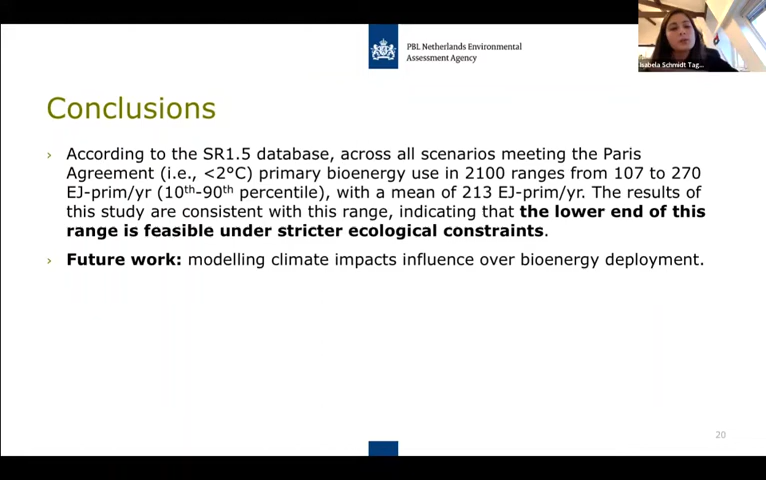 PBL Netherlands Environmental
Assessment Agency
Isabela Schmidt Tag...
Conclusions
› According to the SR1.5 database, across all scenarios meeting the Paris
Agreement (i.e., <2°C) primary bioenergy use in 2100 ranges from 107 to 270
EJ-prim/yr (10th-90th percentile), with a mean of 213 EJ-prim/yr. The results of
this study are consistent with this range, indicating that the lower end of this
range is feasible under stricter ecological constraints.
› Future work: modelling climate impacts influence over bioenergy deployment.
20